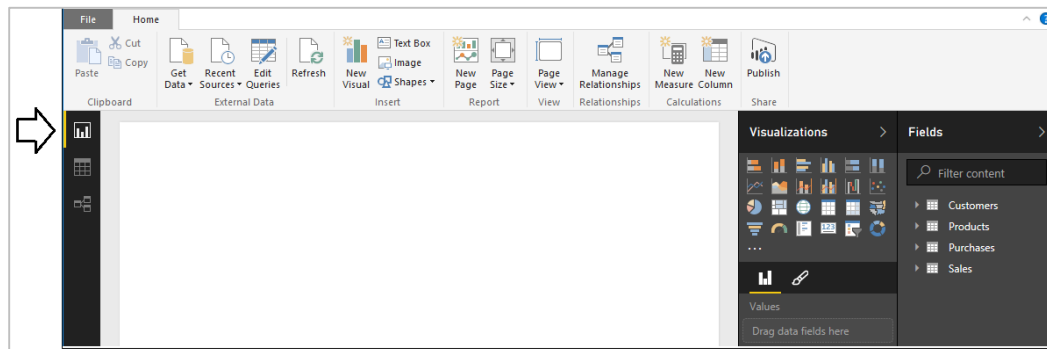 File Home
Paste
Cut
Copy
Clipboard
Get Data
Recent Sources
Edit Queries
Refresh
External Data
New Visual
Text Box
Image
Shapes
Insert
New Page
Page Size
Report
Page View
View
Manage Relationships
Relationships
New Measure
New Column
Calculations
Publish
Share
Visualizations
Values
Drag data fields here
Fields
Filter content
Customers
Products
Purchases
Sales